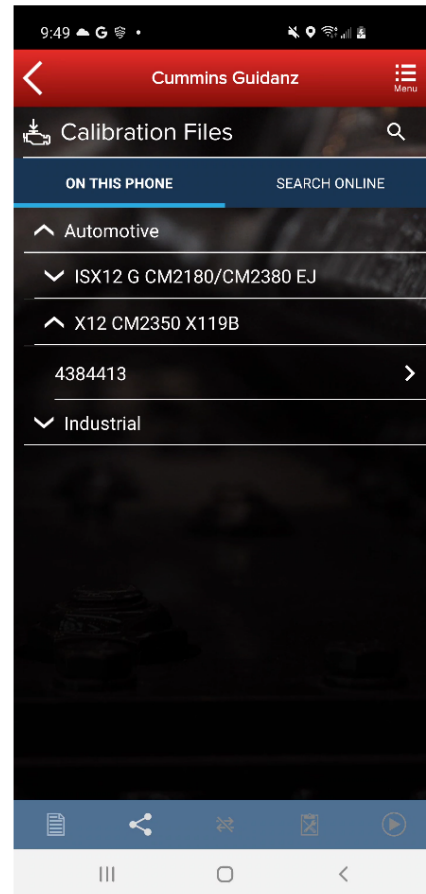 9:49
Cummins Guidanz
Menu
Calibration Files
ON THIS PHONE
SEARCH ONLINE
Automotive
ISX12 G CM2180/CM2380 EJ
X12 CM2350 X119B
4384413
Industrial